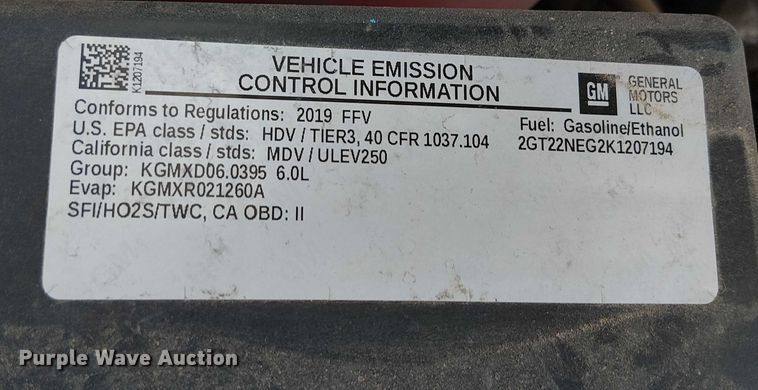 K1207194
VEHICLE EMISSION
CONTROL INFORMATION
GM
GENERAL
MOTORS
LLC
Conforms to Regulations: 2019 FFV
U.S. EPA class / stds: HDV / TIER3, 40 CFR 1037.104
California class / stds: MDV / ULEV250
Group: KGMXD06.0395 6.0L
Evap: KGMXR021260A
SFI/HO2S/TWC, CA OBD: II
Fuel: Gasoline/Ethanol
2GT22NEG2K1207194
Purple Wave Auction